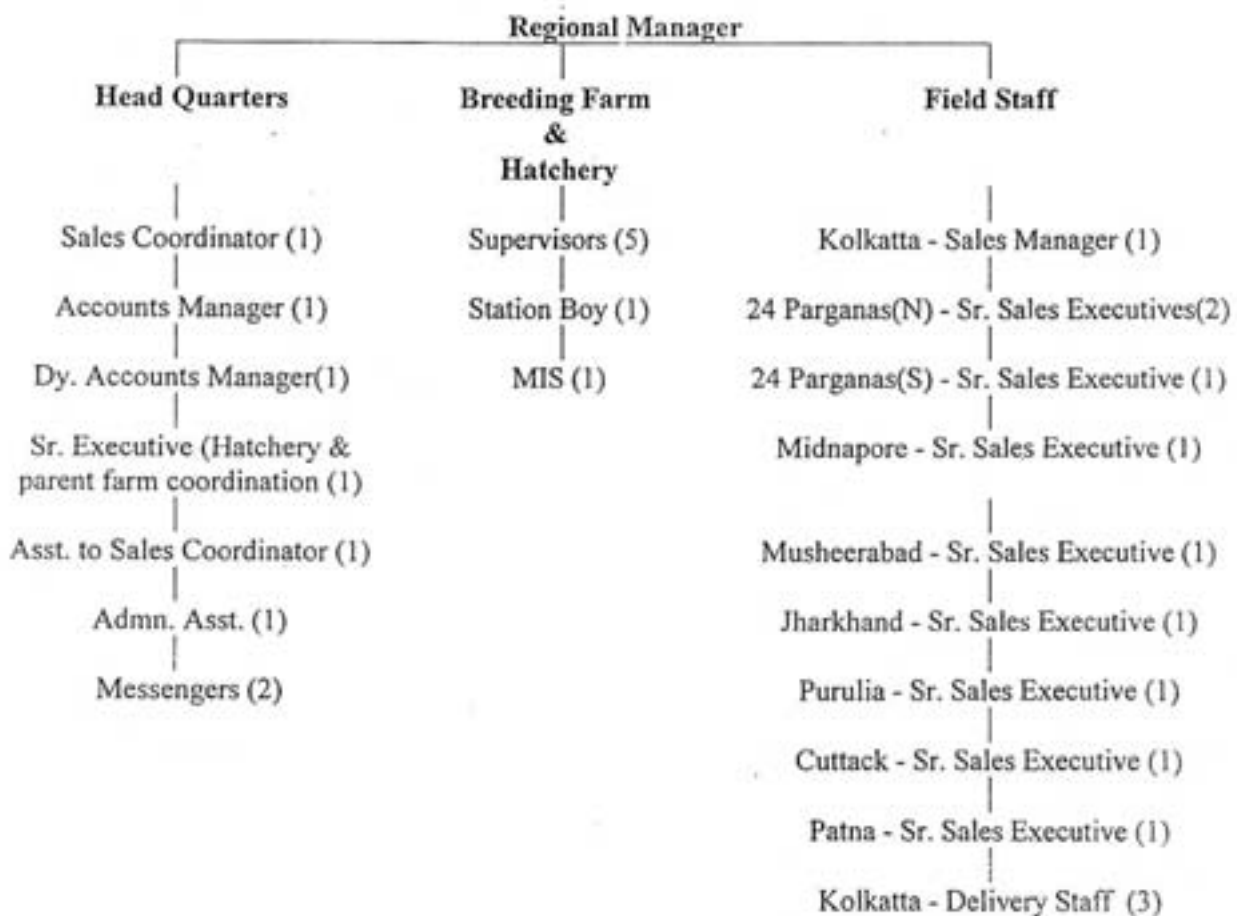 Regional Manager
Head Quarters
Breeding Farm
&
Hatchery
Field Staff
Sales Coordinator (1)
Accounts Manager (1)
Dy. Accounts Manager(1)
Sr. Executive (Hatchery &
parent farm coordination (1)
Asst. to Sales Coordinator (1)
Admn. Asst. (1)
Messengers (2)
Supervisors (5)
Station Boy (1)
MIS (1)
Kolkatta - Sales Manager (1)
24 Parganas(N) - Sr. Sales Executives(2)
24 Parganas(S) - Sr. Sales Executive (1)
Midnapore - Sr. Sales Executive (1)
Musheerabad - Sr. Sales Executive (1)
Jharkhand - Sr. Sales Executive (1)
Purulia - Sr. Sales Executive (1)
Cuttack - Sr. Sales Executive (1)
Patna - Sr. Sales Executive (1)
Kolkatta - Delivery Staff (3)